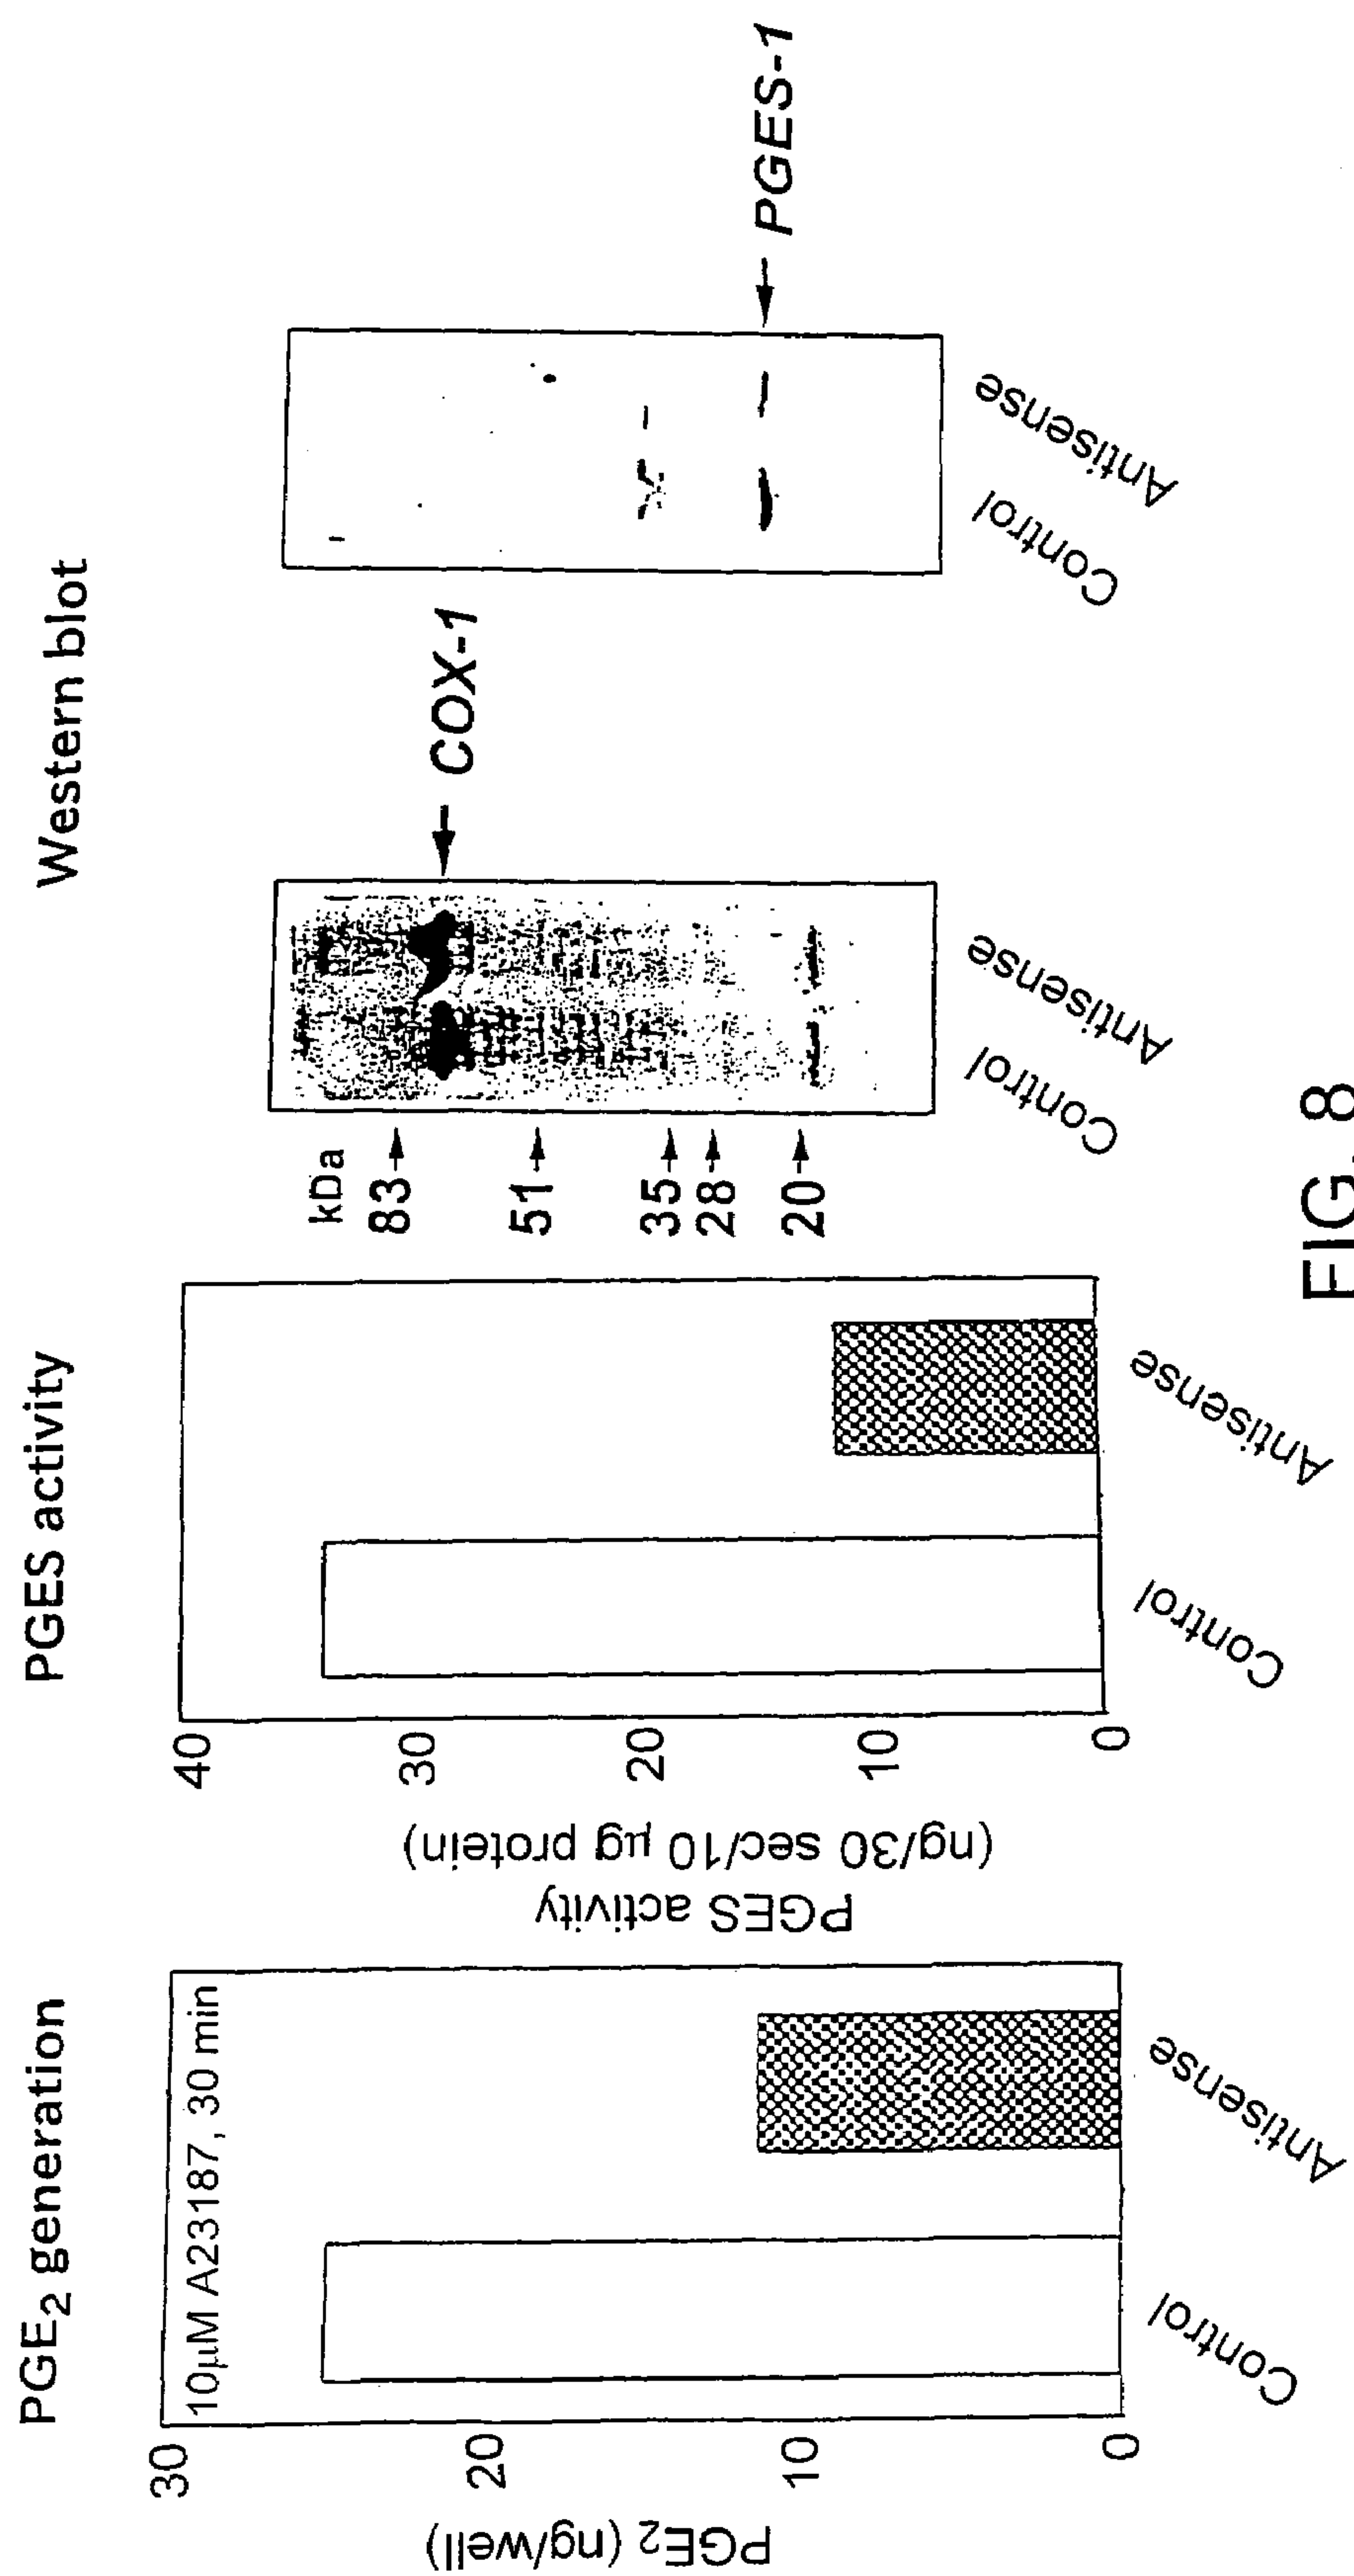 PGE₂ generation
10μM A23187, 30 min
PGE₂ (ng/well)
30
20
10
0
Control
Antisense
PGES activity
PGES activity
(ng/30 sec/10 μg protein)
40
30
20
10
0
Control
Antisense
Western blot
kDa
83
51
35
28
20
COX-1
Control
Antisense
PGES-1
Control
Antisense
FIG. 8